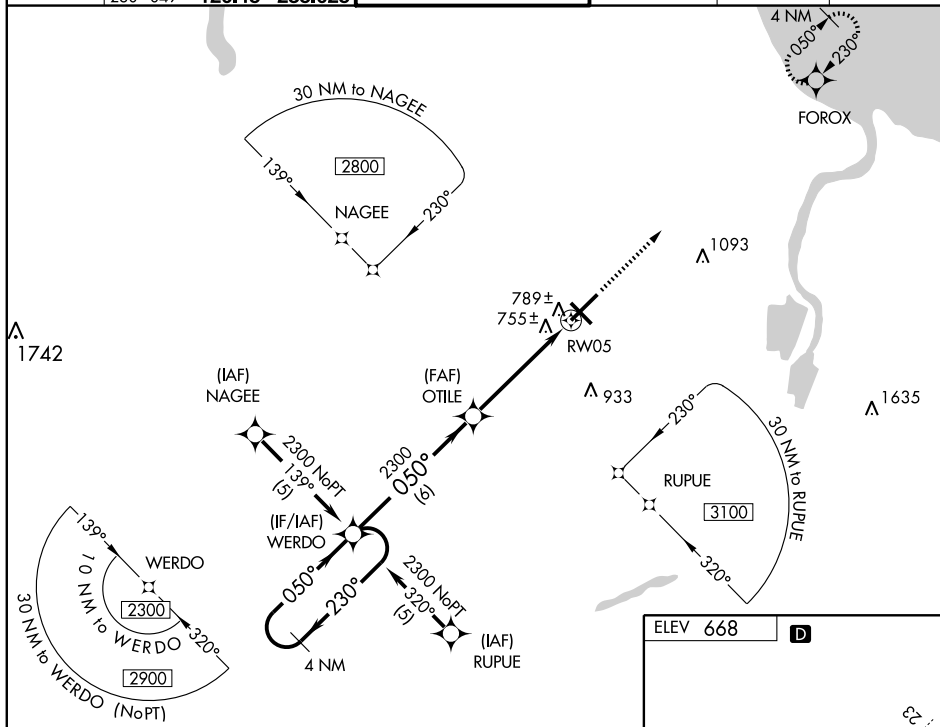 4 NM
050°
230°
FOROX
30 NM to NAGEE
2800
139°
230°
NAGEE
1093
789±
755±
RW05
1742
(IAF)
NAGEE
(FAF)
OTILE
933
1635
2300 NoPT
139°
(5)
2300
050°
(6)
230°
30 NM to RUPUE
RUPUE
3100
320°
(IF/IAF)
WERDO
139°
WERDO
10 NM to WERDO
2300
320°
30 NM to WERDO (NoPT)
2900
050°
230°
4 NM
2300 NoPT
320°
(5)
(IAF)
RUPUE
ELEV 668
D
23